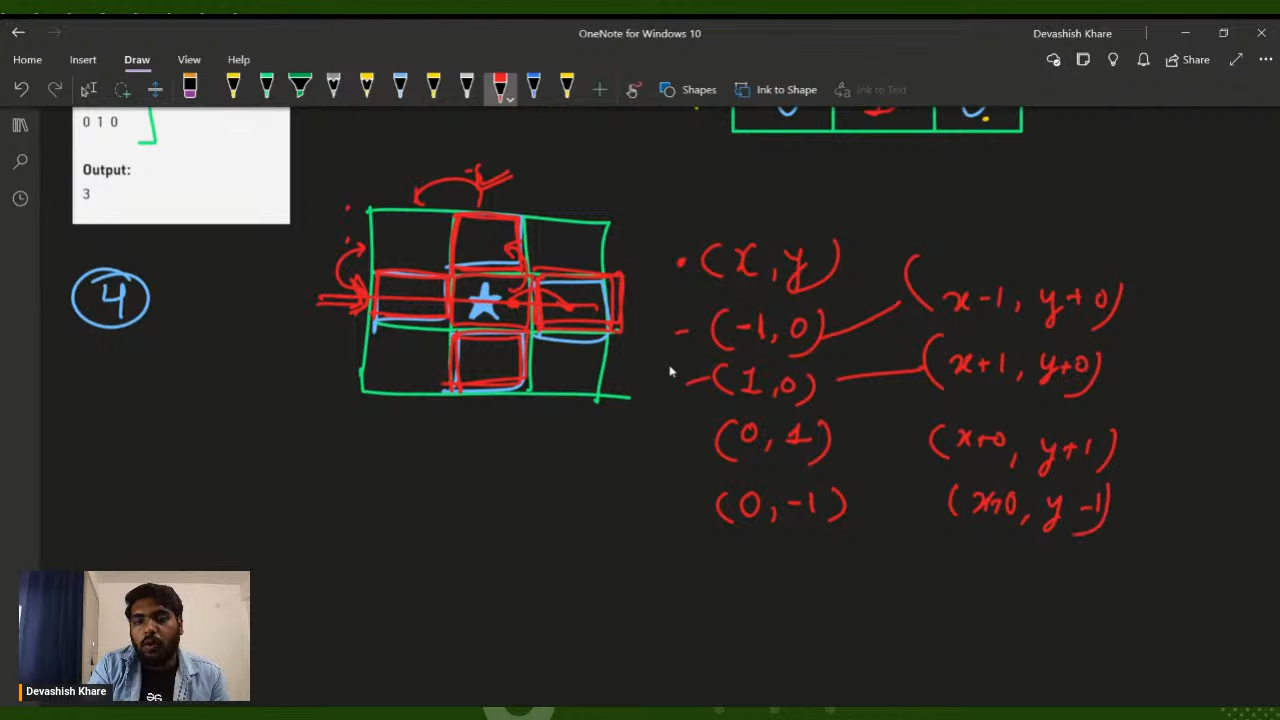 OneNote for Windows 10
Devashish Khare
Home Insert Draw View Help
Share
Shapes Ink to Shape Ink to Text
0 1 0
Output:
3
4
(x, y)
(-1, 0) (x-1, y+0)
(1, 0) (x+1, y+0)
(0, 1) (x+0, y+1)
(0, -1) (x+0, y-1)
Devashish Khare